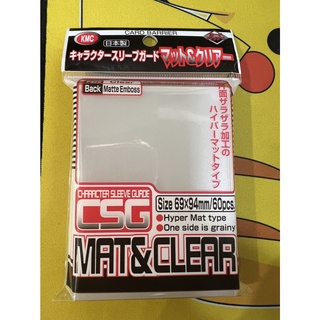 CARD BARRIER
KMC
日本製
キャラクタースリーブガード マット&クリアー
Back Matte Emboss
片面ザラザラ加工の
ハイパーマットタイプ
CHARACTER SLEEVE GUARD
CSG
Size 69×94mm/60pcs.
●Hyper Mat type
●One side is grainy
MAT&CLEAR